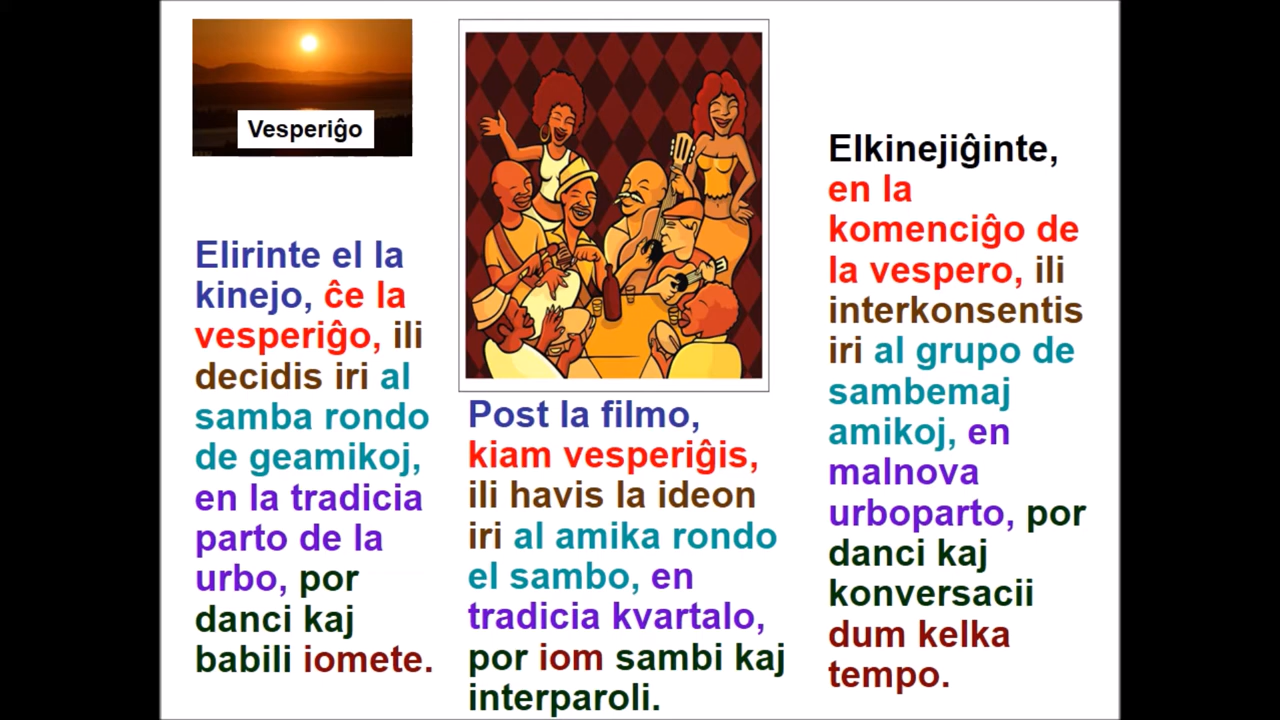 Vesperiĝo
Elirinte el la
kinejo, ĉe la
vesperiĝo, ili
decidis iri al
samba rondo
de geamikoj,
en la tradicia
parto de la
urbo, por
danci kaj
babili iomete.
Post la filmo,
kiam vesperiĝis,
ili havis la ideon
iri al amika rondo
el sambo, en
tradicia kvartalo,
por iom sambi kaj
interparoli.
Elkinejiĝinte,
en la
komenciĝo de
la vespero, ili
interkonsentis
iri al grupo de
sambemaj
amikoj, en
malnova
urboparto, por
danci kaj
konversacii
dum kelka
tempo.